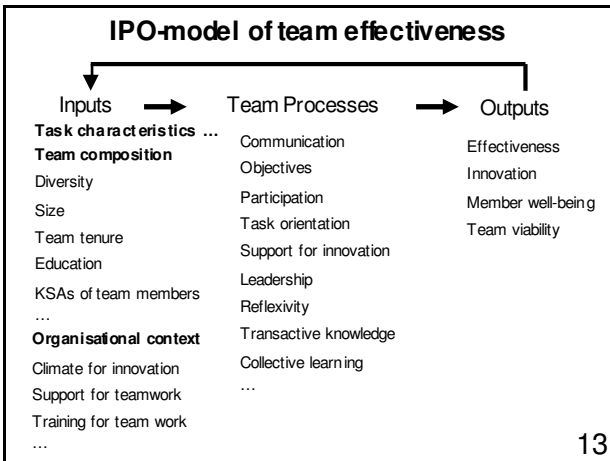 IPO-model of team effectiveness
Inputs
Task characteristics …
Team composition
Diversity
Size
Team tenure
Education
KSAs of team members
…
Organisational context
Climate for innovation
Support for teamwork
Training for team work
…
Team Processes
Communication
Objectives
Participation
Task orientation
Support for innovation
Leadership
Reflexivity
Transactive knowledge
Collective learning
…
Outputs
Effectiveness
Innovation
Member well-being
Team viability
13